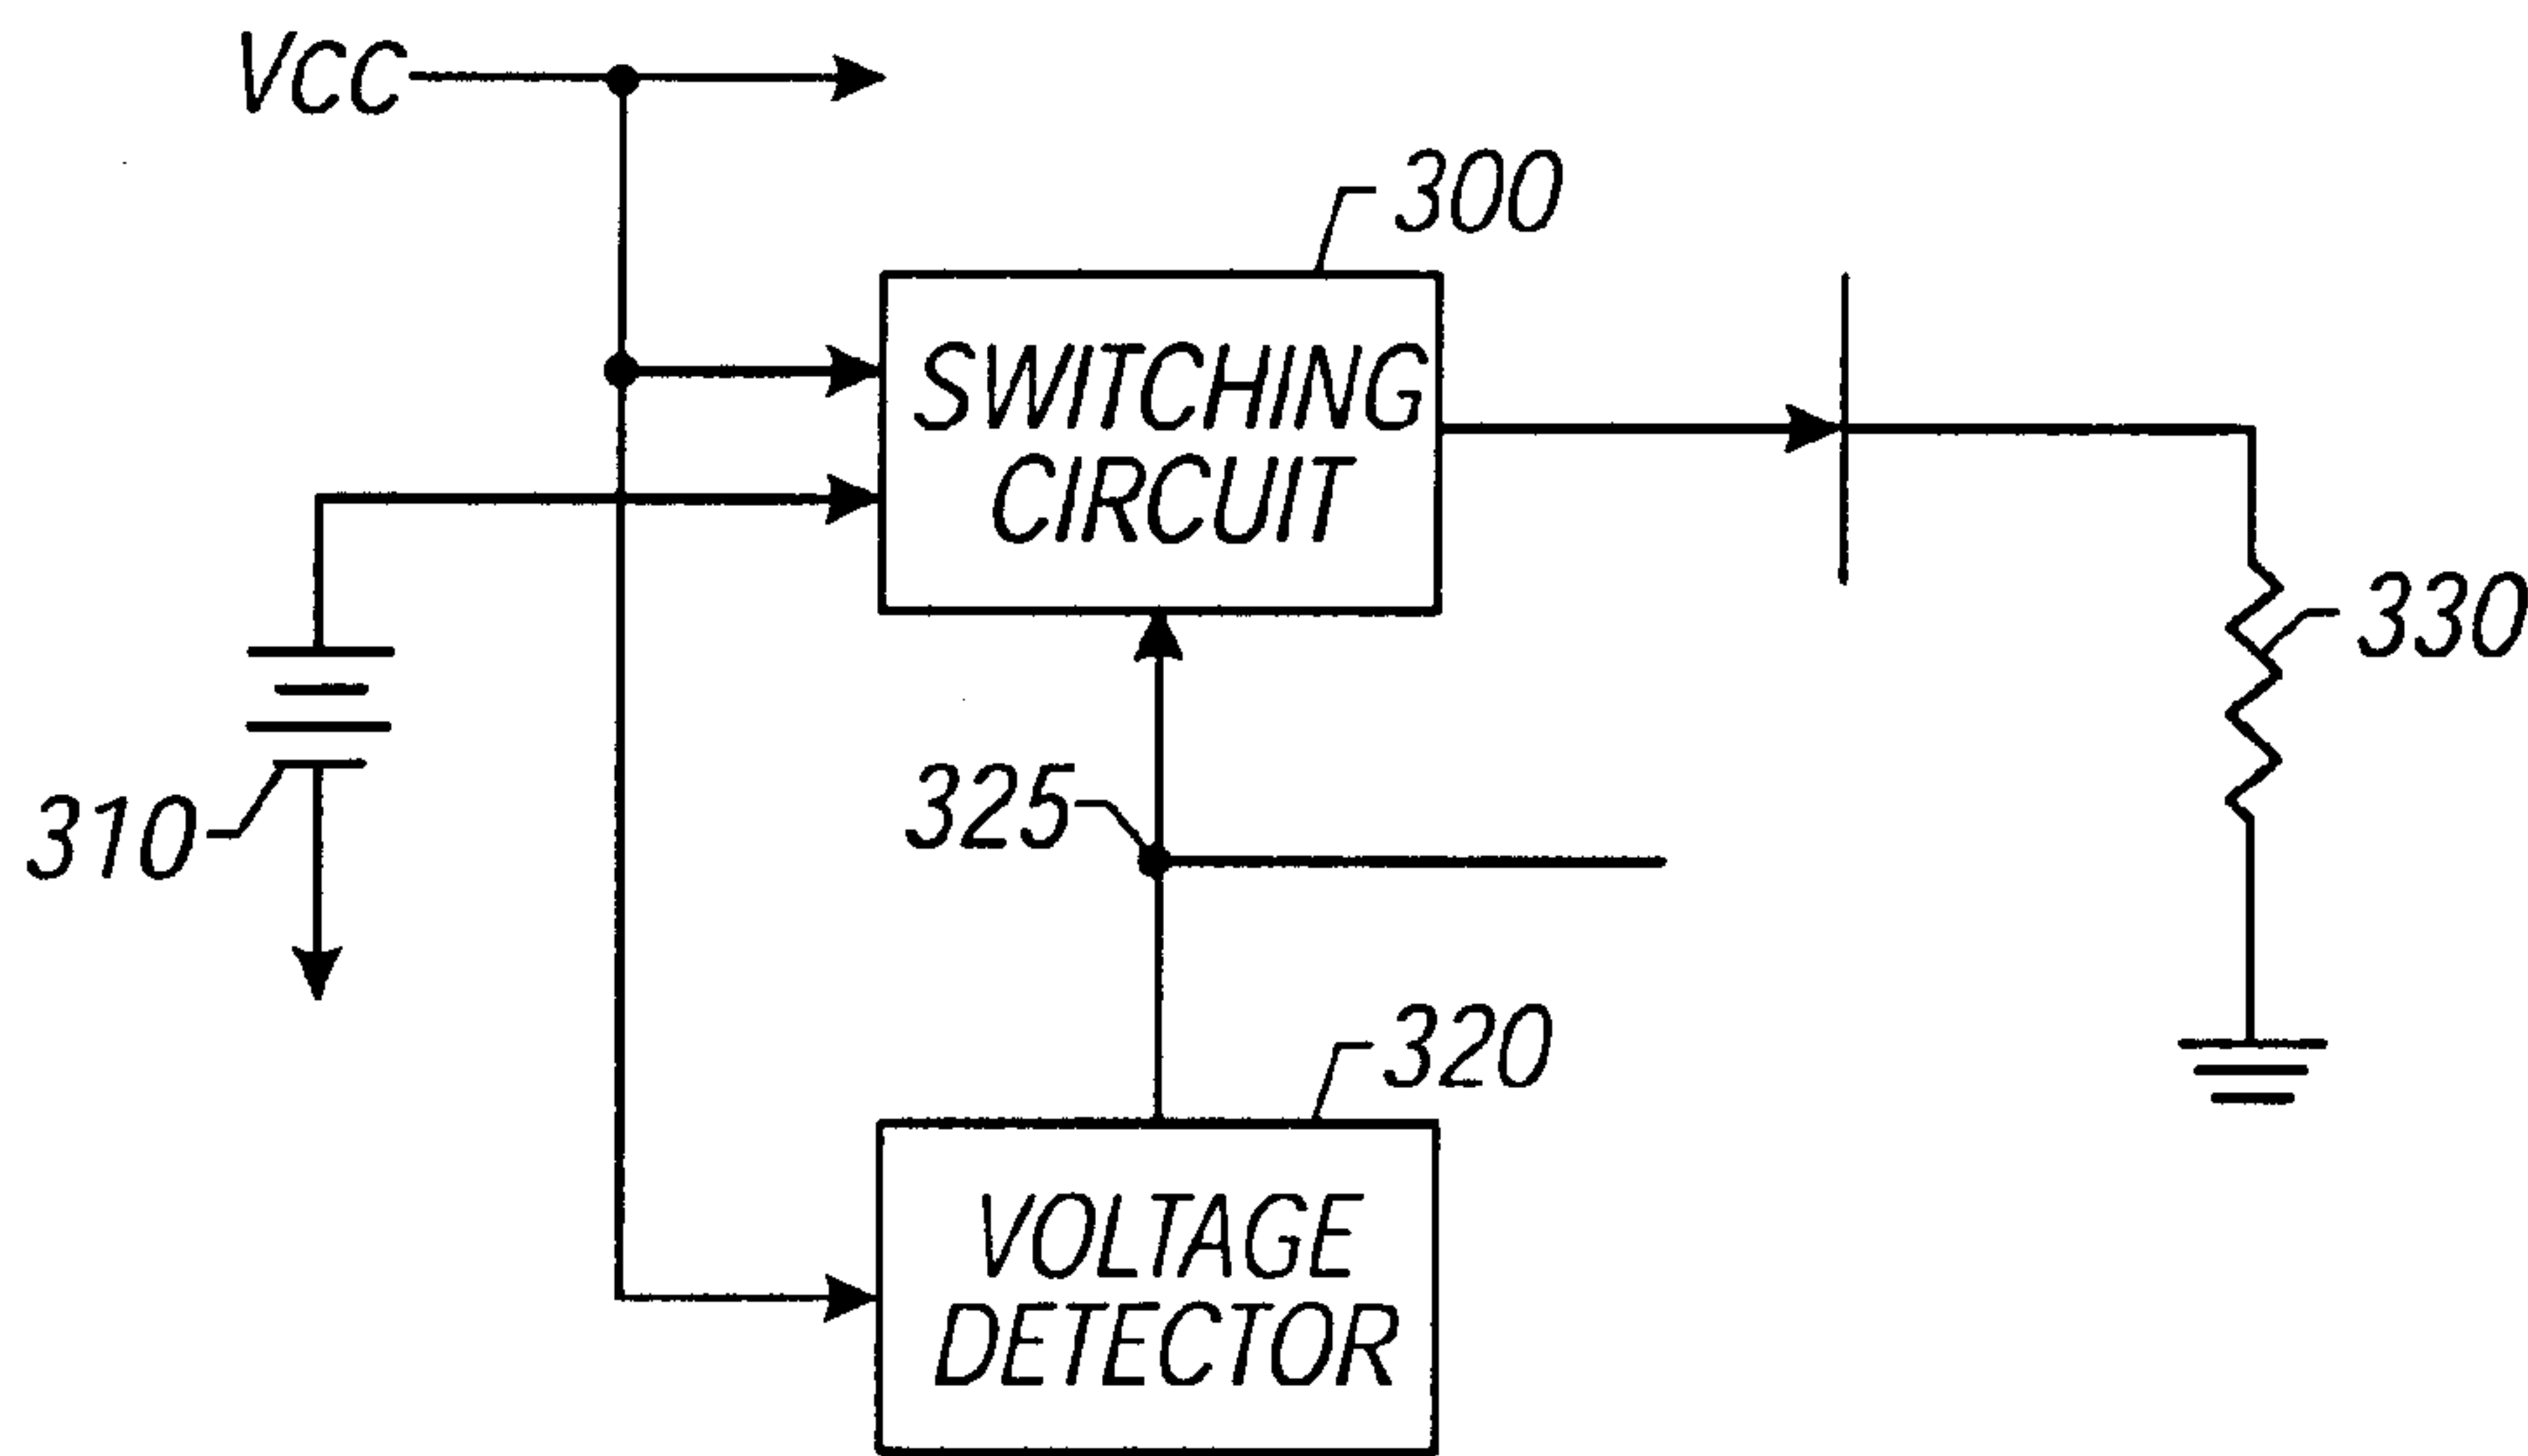 VCC
300
SWITCHING
CIRCUIT
330
310
325
320
VOLTAGE
DETECTOR